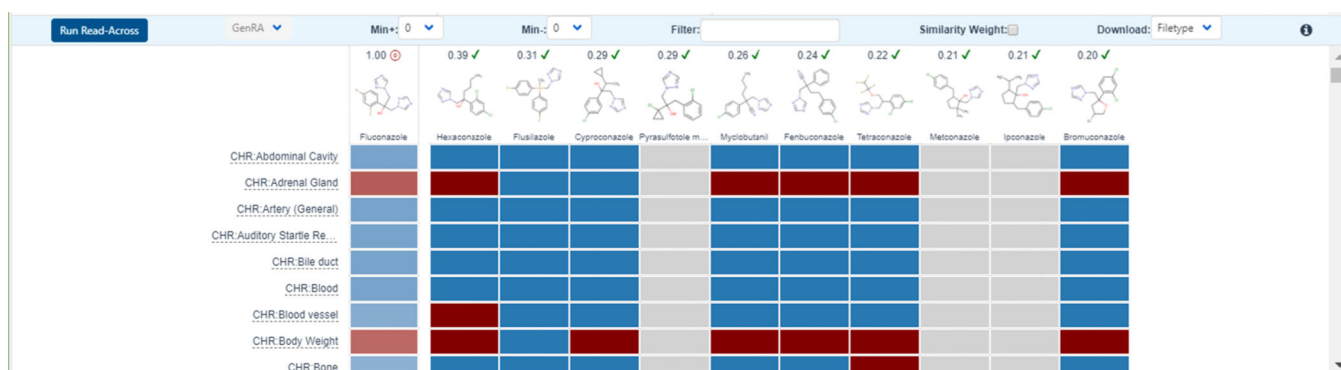 Run Read-Across GenRA Min+: 0 Min-: 0 Filter: Similarity Weight: Download: Filetype
1.00 0.39 0.31 0.29 0.29 0.26 0.24 0.22 0.21 0.21 0.20
Fluconazole Hexaconazole Flusilazole Cyproconazole Pyrasulfotole m... Myclobutanil Fenbuconazole Tetraconazole Metconazole Ipconazole Bromuconazole
CHR:Abdominal Cavity
CHR:Adrenal Gland
CHR:Artery (General)
CHR:Auditory Startle Re...
CHR:Bile duct
CHR:Blood
CHR:Blood vessel
CHR:Body Weight
CHR:Bone